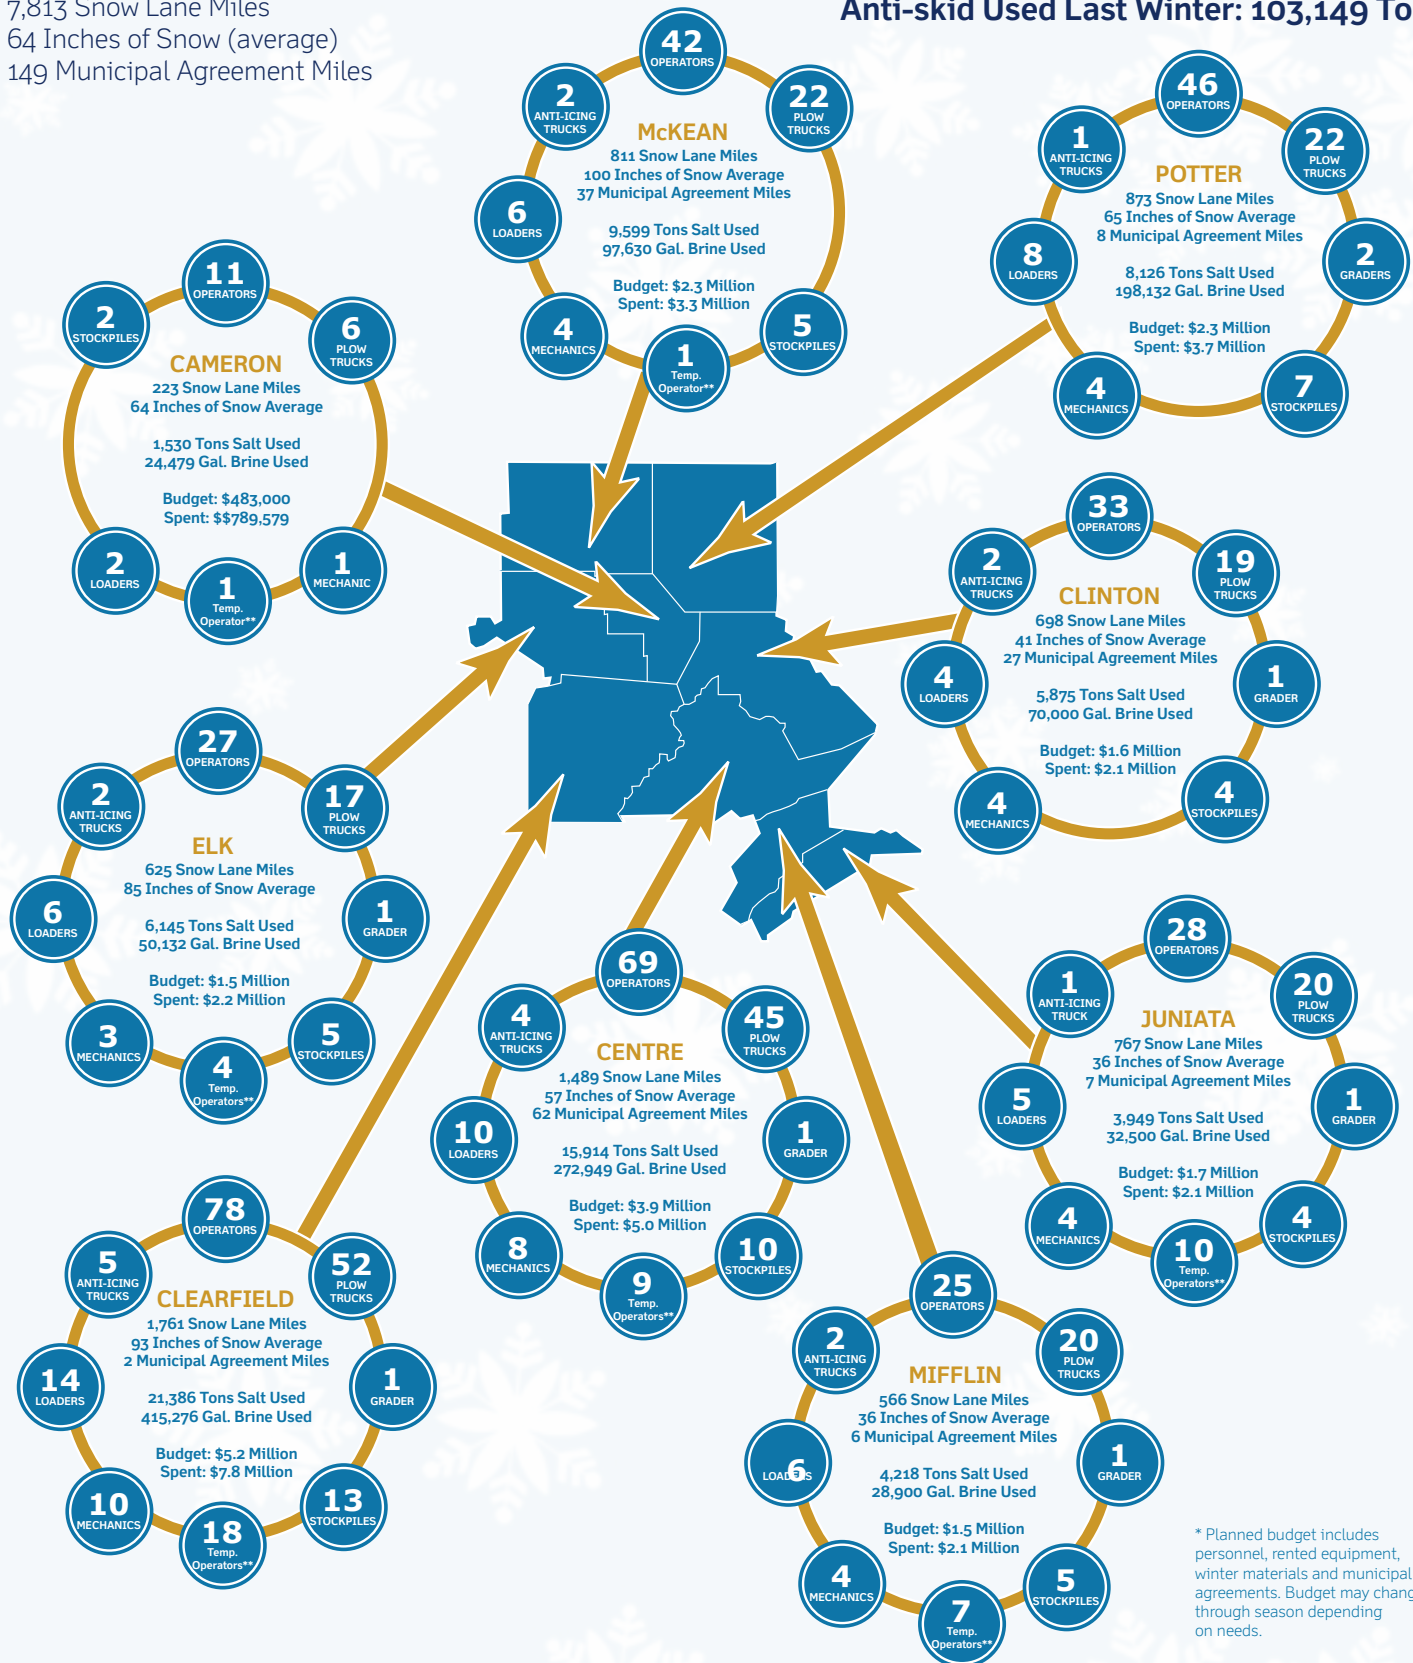 7,813 Snow Lane Miles
64 Inches of Snow (average)
149 Municipal Agreement Miles
Anti-skid Used Last Winter: 103,149 To
42
OPERATORS
2
ANTI-ICING
TRUCKS
22
PLOW
TRUCKS
McKEAN
811 Snow Lane Miles
100 Inches of Snow Average
37 Municipal Agreement Miles
9,599 Tons Salt Used
97,630 Gal. Brine Used
Budget: $2.3 Million
Spent: $3.3 Million
6
LOADERS
4
MECHANICS
1
Temp.
Operator**
5
STOCKPILES
46
OPERATORS
1
ANTI-ICING
TRUCKS
22
PLOW
TRUCKS
POTTER
873 Snow Lane Miles
65 Inches of Snow Average
8 Municipal Agreement Miles
8,126 Tons Salt Used
198,132 Gal. Brine Used
Budget: $2.3 Million
Spent: $3.7 Million
8
LOADERS
2
GRADERS
4
MECHANICS
7
STOCKPILES
11
OPERATORS
2
STOCKPILES
6
PLOW
TRUCKS
CAMERON
223 Snow Lane Miles
64 Inches of Snow Average
1,530 Tons Salt Used
24,479 Gal. Brine Used
Budget: $483,000
Spent: $$789,579
2
LOADERS
1
Temp.
Operator**
1
MECHANIC
33
OPERATORS
2
ANTI-ICING
TRUCKS
19
PLOW
TRUCKS
CLINTON
698 Snow Lane Miles
41 Inches of Snow Average
27 Municipal Agreement Miles
5,875 Tons Salt Used
70,000 Gal. Brine Used
Budget: $1.6 Million
Spent: $2.1 Million
4
LOADERS
1
GRADER
4
MECHANICS
4
STOCKPILES
27
OPERATORS
2
ANTI-ICING
TRUCKS
17
PLOW
TRUCKS
ELK
625 Snow Lane Miles
85 Inches of Snow Average
6,145 Tons Salt Used
50,132 Gal. Brine Used
Budget: $1.5 Million
Spent: $2.2 Million
6
LOADERS
1
GRADER
3
MECHANICS
4
Temp.
Operators**
5
STOCKPILES
69
OPERATORS
4
ANTI-ICING
TRUCKS
45
PLOW
TRUCKS
CENTRE
1,489 Snow Lane Miles
57 Inches of Snow Average
62 Municipal Agreement Miles
15,914 Tons Salt Used
272,949 Gal. Brine Used
Budget: $3.9 Million
Spent: $5.0 Million
10
LOADERS
1
GRADER
8
MECHANICS
9
Temp.
Operators**
10
STOCKPILES
28
OPERATORS
1
ANTI-ICING
TRUCK
20
PLOW
TRUCKS
JUNIATA
767 Snow Lane Miles
36 Inches of Snow Average
7 Municipal Agreement Miles
3,949 Tons Salt Used
32,500 Gal. Brine Used
Budget: $1.7 Million
Spent: $2.1 Million
5
LOADERS
1
GRADER
4
MECHANICS
10
Temp.
Operators**
4
STOCKPILES
78
OPERATORS
5
ANTI-ICING
TRUCKS
52
PLOW
TRUCKS
CLEARFIELD
1,761 Snow Lane Miles
93 Inches of Snow Average
2 Municipal Agreement Miles
21,386 Tons Salt Used
415,276 Gal. Brine Used
Budget: $5.2 Million
Spent: $7.8 Million
14
LOADERS
1
GRADER
10
MECHANICS
18
Temp.
Operators**
13
STOCKPILES
25
OPERATORS
2
ANTI-ICING
TRUCKS
20
PLOW
TRUCKS
MIFFLIN
566 Snow Lane Miles
36 Inches of Snow Average
6 Municipal Agreement Miles
4,218 Tons Salt Used
28,900 Gal. Brine Used
Budget: $1.5 Million
Spent: $2.1 Million
6
LOADERS
1
GRADER
4
MECHANICS
7
Temp.
Operators**
5
STOCKPILES
* Planned budget includes
personnel, rented equipment,
winter materials and municipal
agreements. Budget may chang
through season depending
on needs.